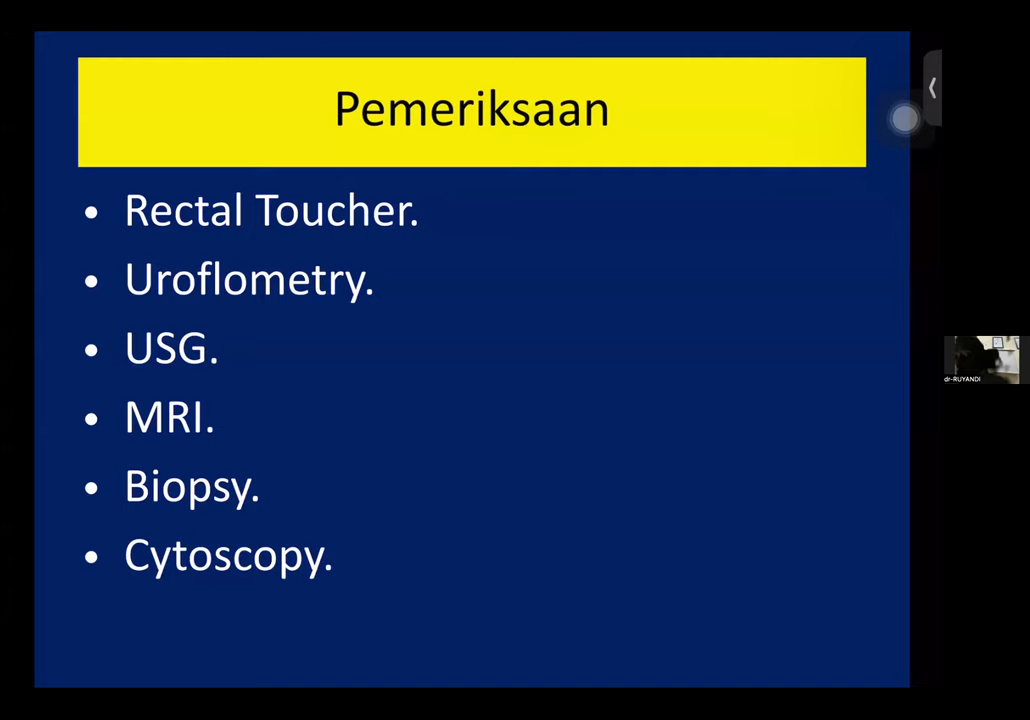 Pemeriksaan
• Rectal Toucher.
• Uroflometry.
• USG.
• MRI.
• Biopsy.
• Cytoscopy.
dr-RUYANDI